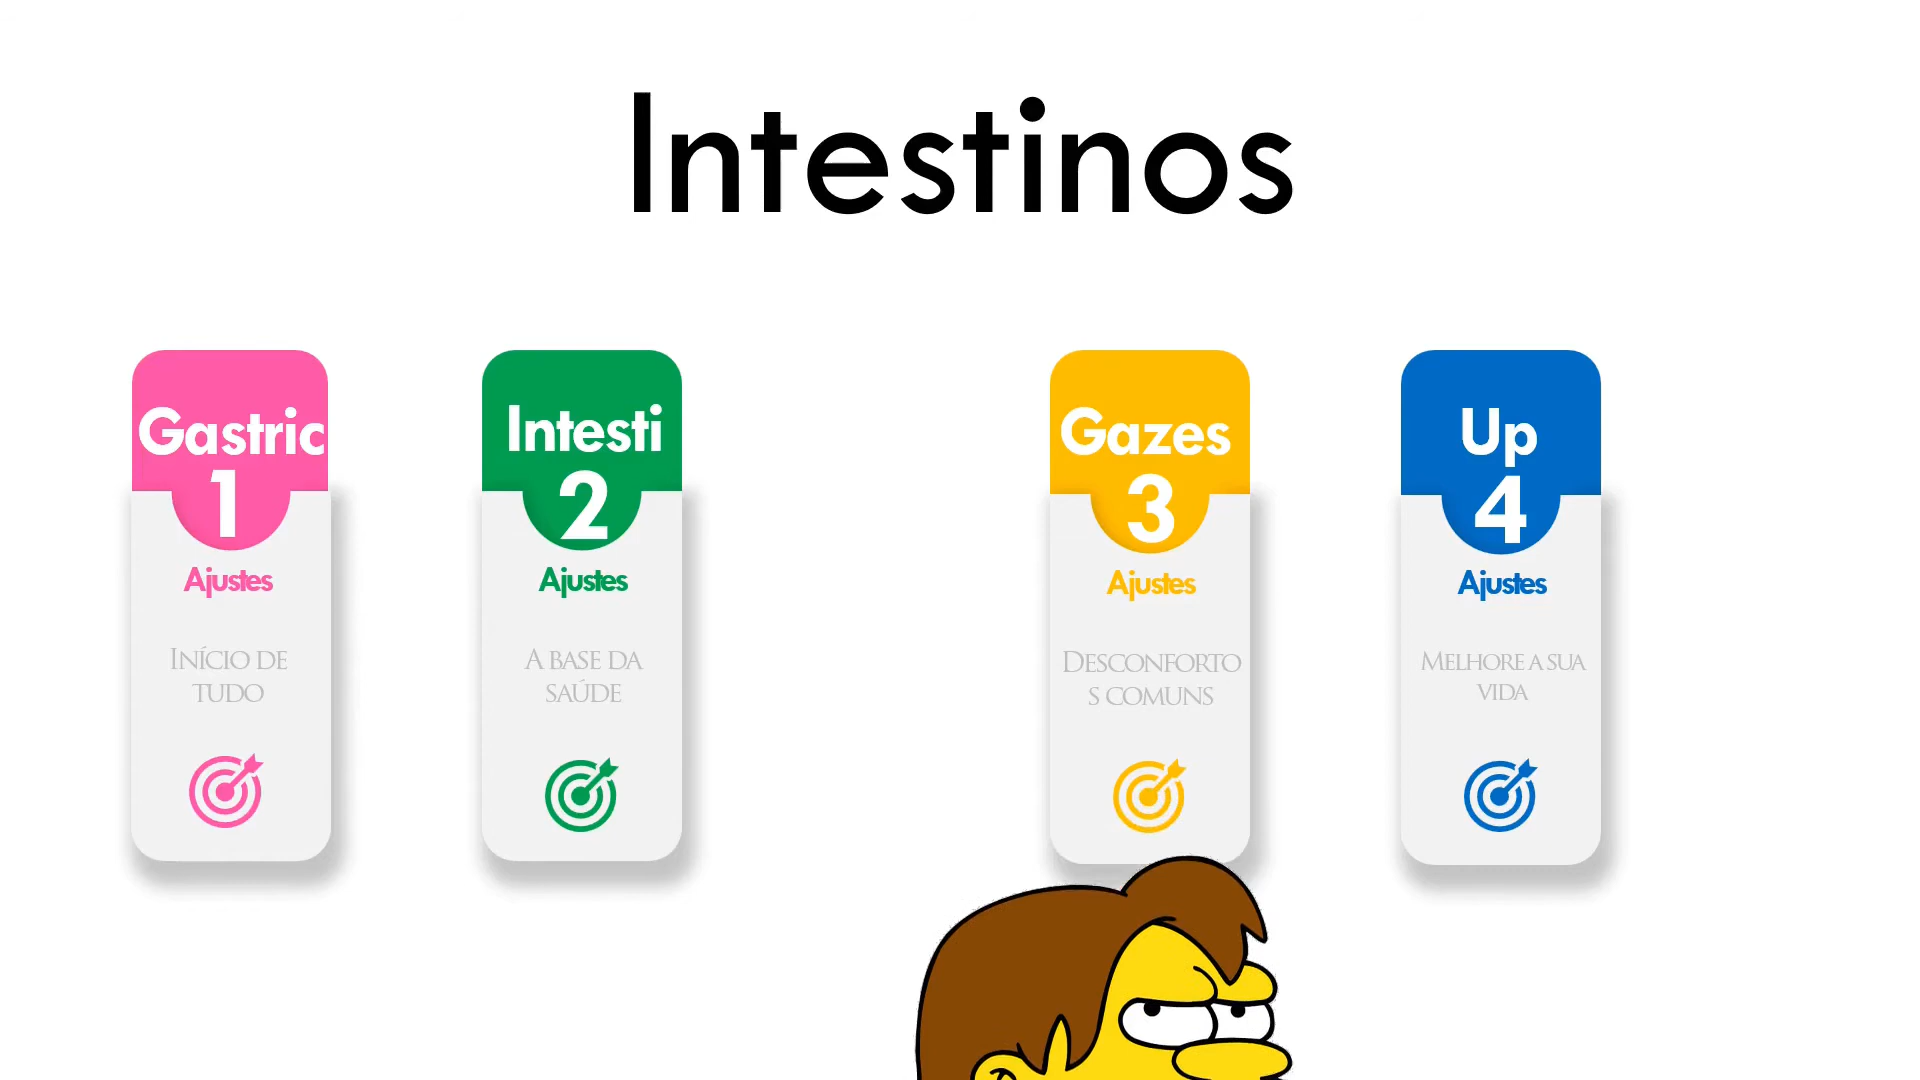 Intestinos
Gastric
1
Ajustes
INÍCIO DE
TUDO
Intesti
2
Ajustes
A BASE DA
SAÚDE
Gazes
3
Ajustes
DESCONFORTO
S COMUNS
Up
4
Ajustes
MELHORE A SUA
VIDA